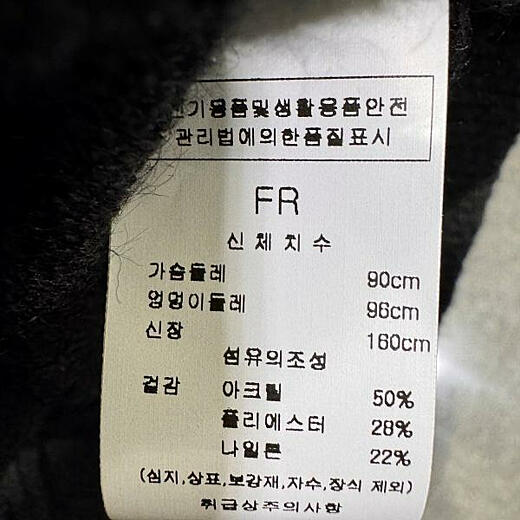 전기용품및생활용품안전
관리법에의한품질표시
FR
신체치수
가슴둘레 90cm
엉덩이둘레 96cm
신장 160cm
섬유의조성
겉감 아크릴 50%
폴리에스터 28%
나일론 22%
(심지,상표,보강재,자수,장식 제외)
취급상주의사항